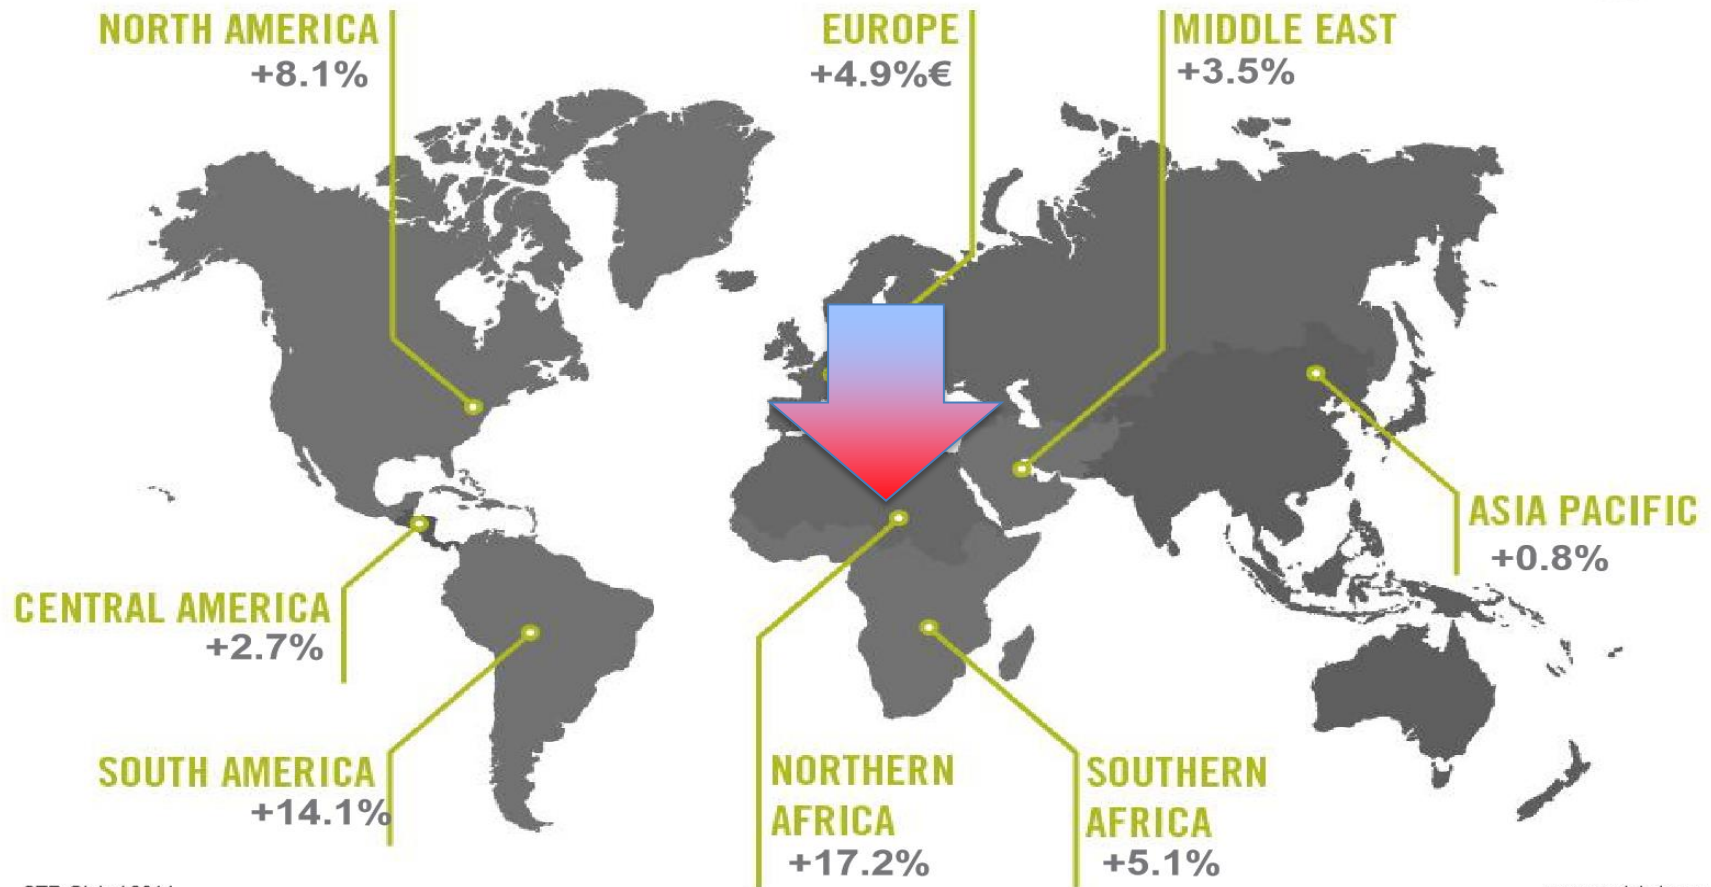 NORTH AMERICA
+8.1%
EUROPE
+4.9%€
MIDDLE EAST
+3.5%
ASIA PACIFIC
+0.8%
CENTRAL AMERICA
+2.7%
SOUTH AMERICA
+14.1%
NORTHERN
AFRICA
+17.2%
SOUTHERN
AFRICA
+5.1%